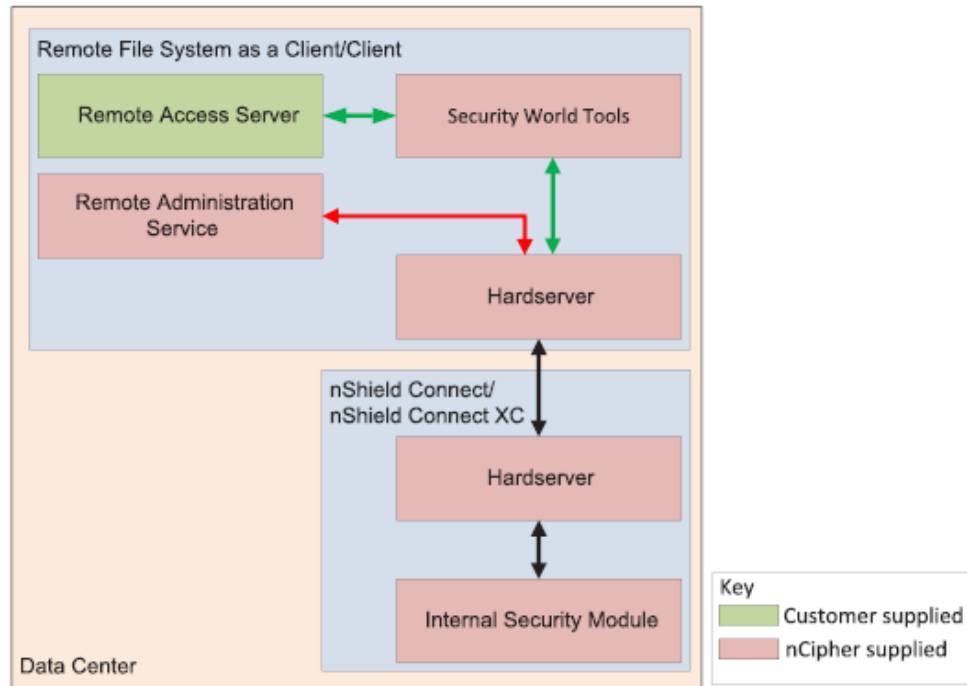 Remote File System as a Client/Client
Remote Access Server
Security World Tools
Remote Administration
Service
Hardserver
nShield Connect/
nShield Connect XC
Hardserver
Internal Security Module
Data Center
Key
Customer supplied
nCipher supplied